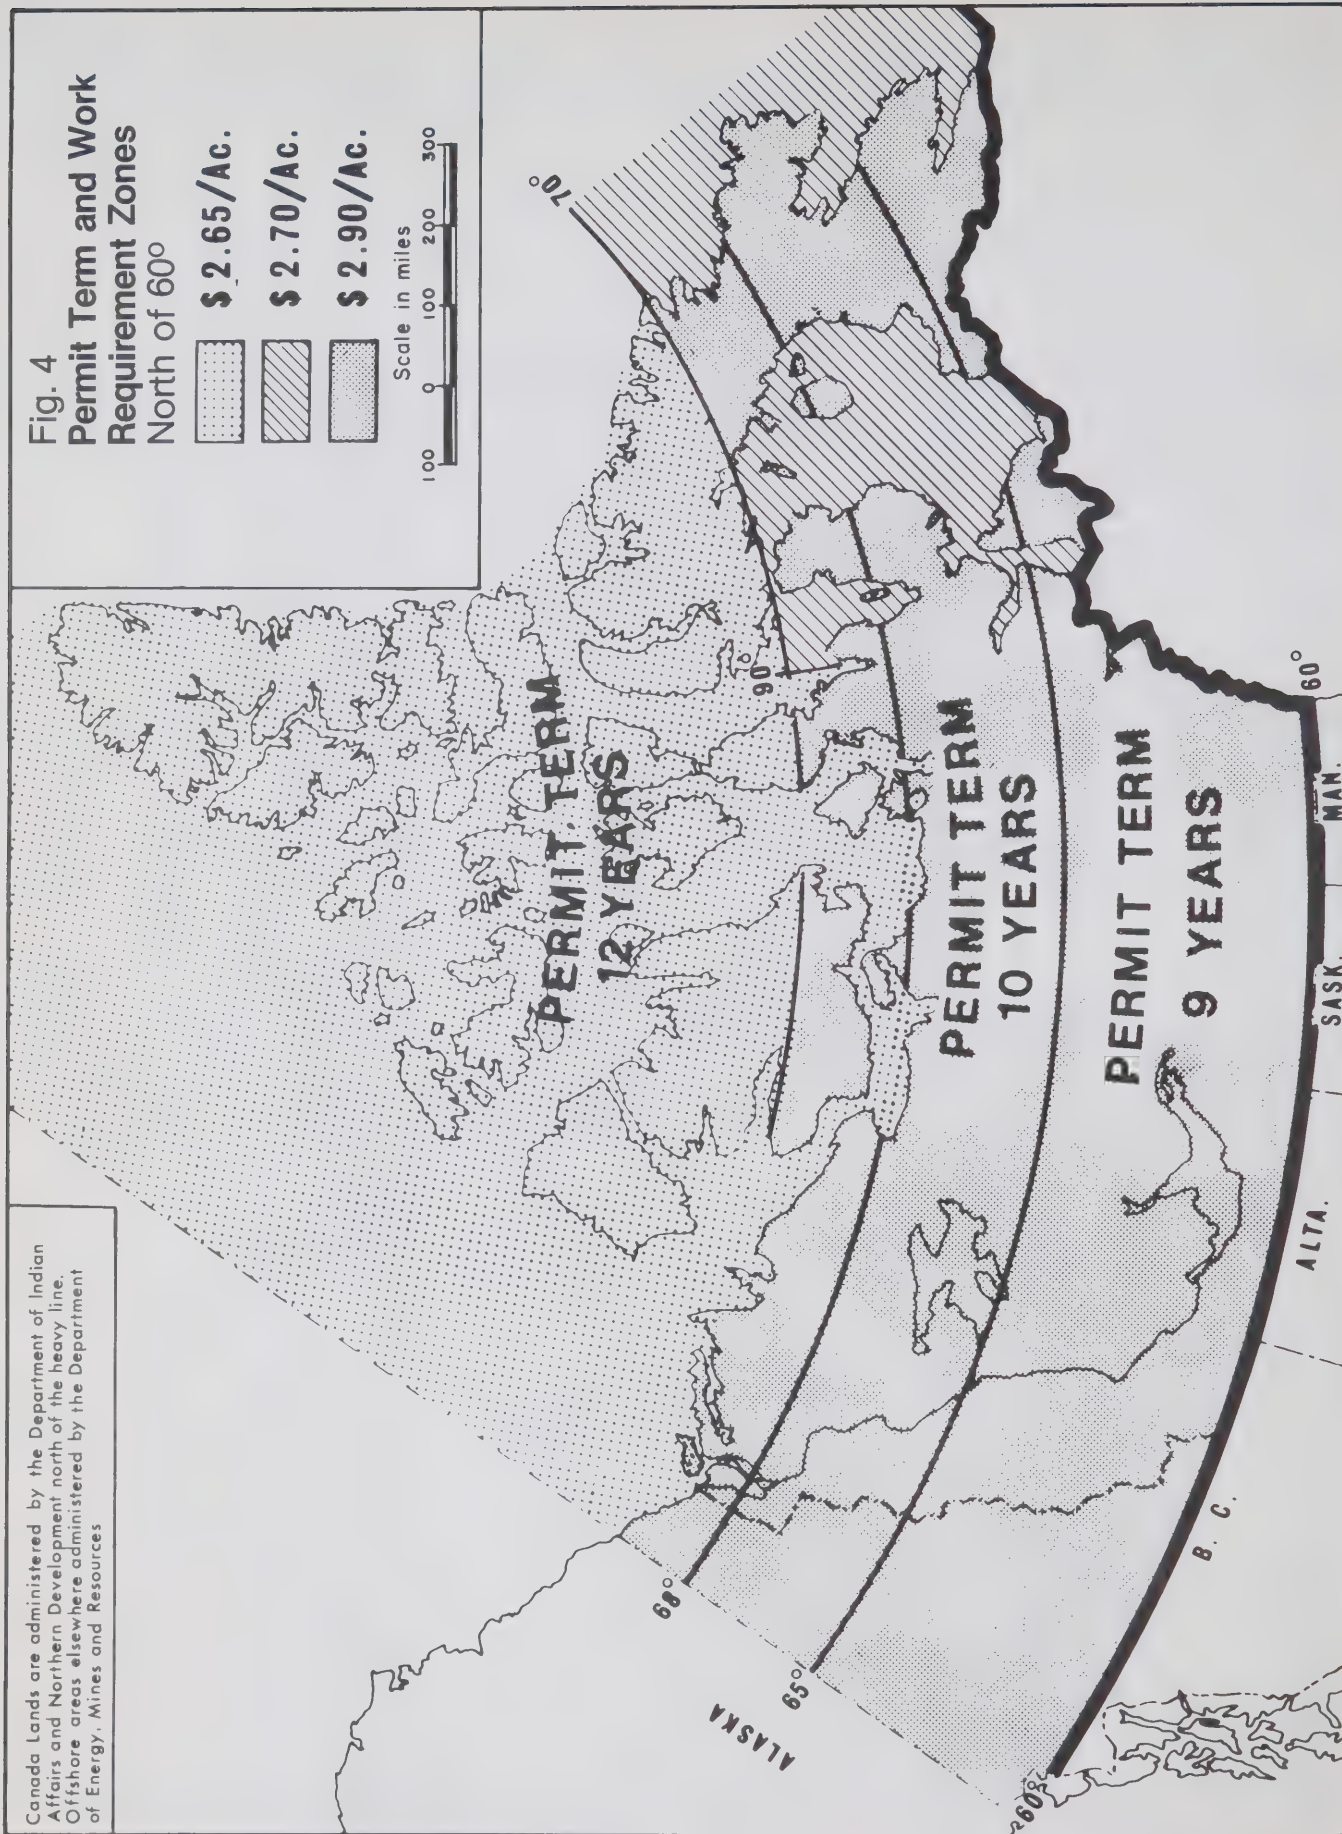 Canada Lands are administered by the Department of Indian
Affairs and Northern Development north of the heavy line.
Offshore areas elsewhere administered by the Department
of Energy, Mines and Resources
Fig. 4
Permit Term and Work
Requirement Zones
North of 60°
$2.65/Ac.
$2.70/Ac.
$2.90/Ac.
Scale in miles
100 0 100 200 300
70°
90°
PERMIT TERM
12 YEARS
PERMIT TERM
10 YEARS
PERMIT TERM
9 YEARS
68°
65°
60°
60°
ALASKA
B. C.
ALTA.
SASK.
MAN.